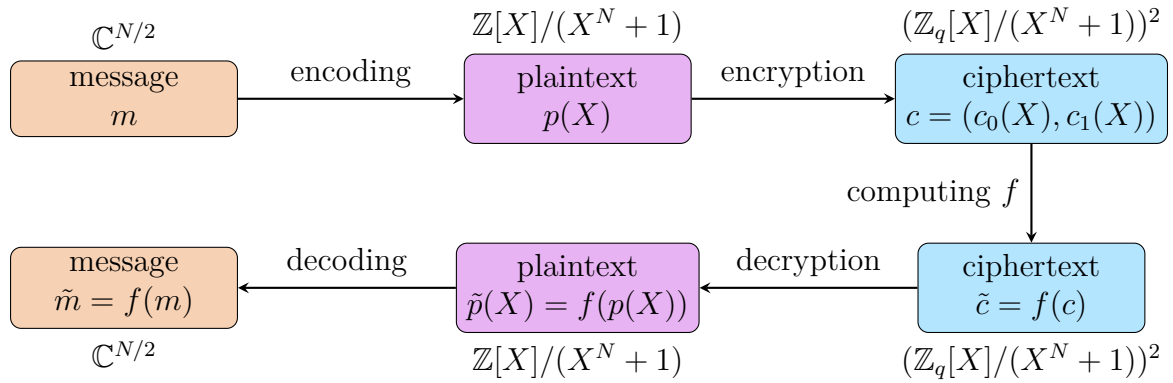 ℂ^{N/2}
ℤ[X]/(X^N + 1)
(ℤ_q[X]/(X^N + 1))^2
message
m
encoding
plaintext
p(X)
encryption
ciphertext
c = (c_0(X), c_1(X))
computing f
message
m̃ = f(m)
decoding
plaintext
p̃(X) = f(p(X))
decryption
ciphertext
c̃ = f(c)
ℂ^{N/2}
ℤ[X]/(X^N + 1)
(ℤ_q[X]/(X^N + 1))^2